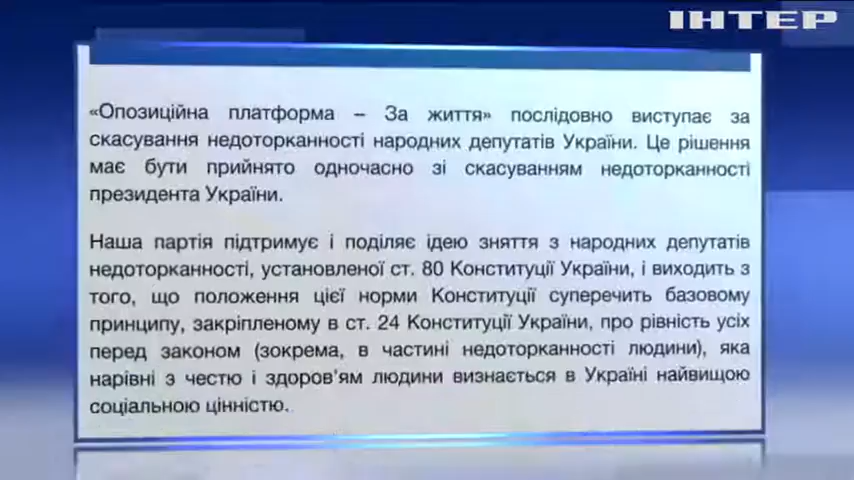 ІНТЕР
«Опозиційна платформа – За життя» послідовно виступає за
скасування недоторканності народних депутатів України. Це рішення
має бути прийнято одночасно зі скасуванням недоторканності
президента України.
Наша партія підтримує і поділяє ідею зняття з народних депутатів
недоторканності, установленої ст. 80 Конституції України, і виходить з
того, що положення цієї норми Конституції суперечить базовому
принципу, закріпленому в ст. 24 Конституції України, про рівність усіх
перед законом (зокрема, в частині недоторканності людини), яка
нарівні з честю і здоров'ям людини визнається в Україні найвищою
соціальною цінністю.